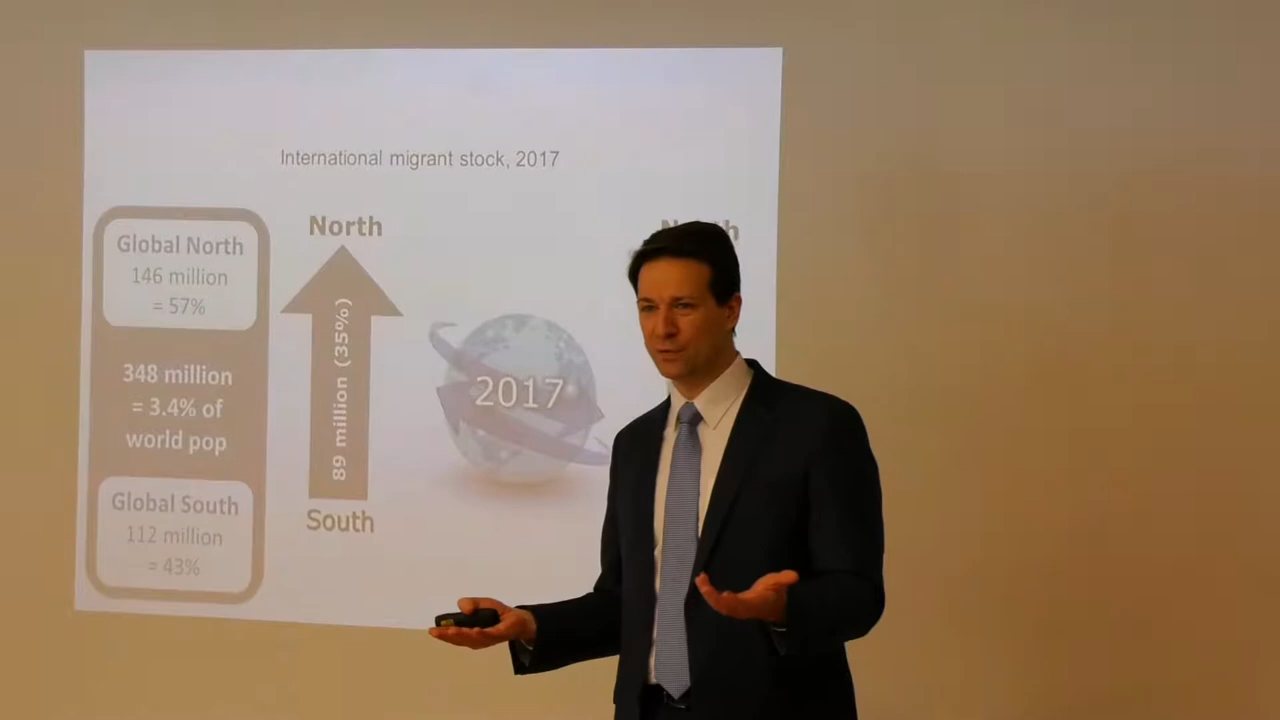 International migrant stock, 2017
Global North
146 million
= 57%
348 million
= 3.4% of
world pop
Global South
112 million
= 43%
North
89 million (35%)
South
2017
North